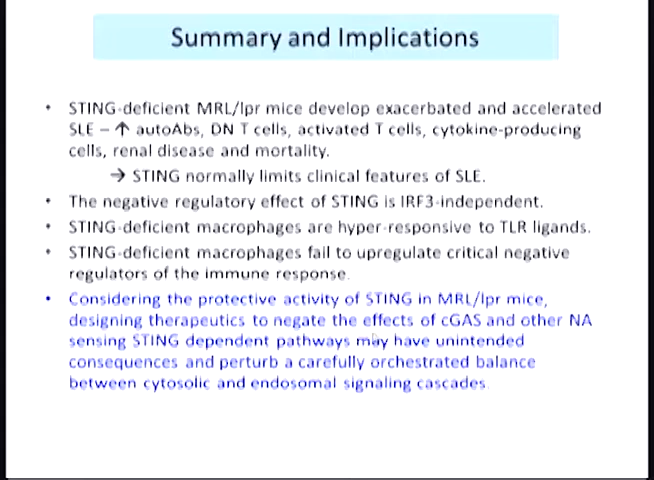 Summary and Implications
• STING-deficient MRL/lpr mice develop exacerbated and accelerated
SLE – ↑ autoAbs, DN T cells, activated T cells, cytokine-producing
cells, renal disease and mortality.
→ STING normally limits clinical features of SLE.
• The negative regulatory effect of STING is IRF3-independent.
• STING-deficient macrophages are hyper-responsive to TLR ligands.
• STING-deficient macrophages fail to upregulate critical negative
regulators of the immune response.
• Considering the protective activity of STING in MRL/lpr mice,
designing therapeutics to negate the effects of cGAS and other NA
sensing STING dependent pathways may have unintended
consequences and perturb a carefully orchestrated balance
between cytosolic and endosomal signaling cascades